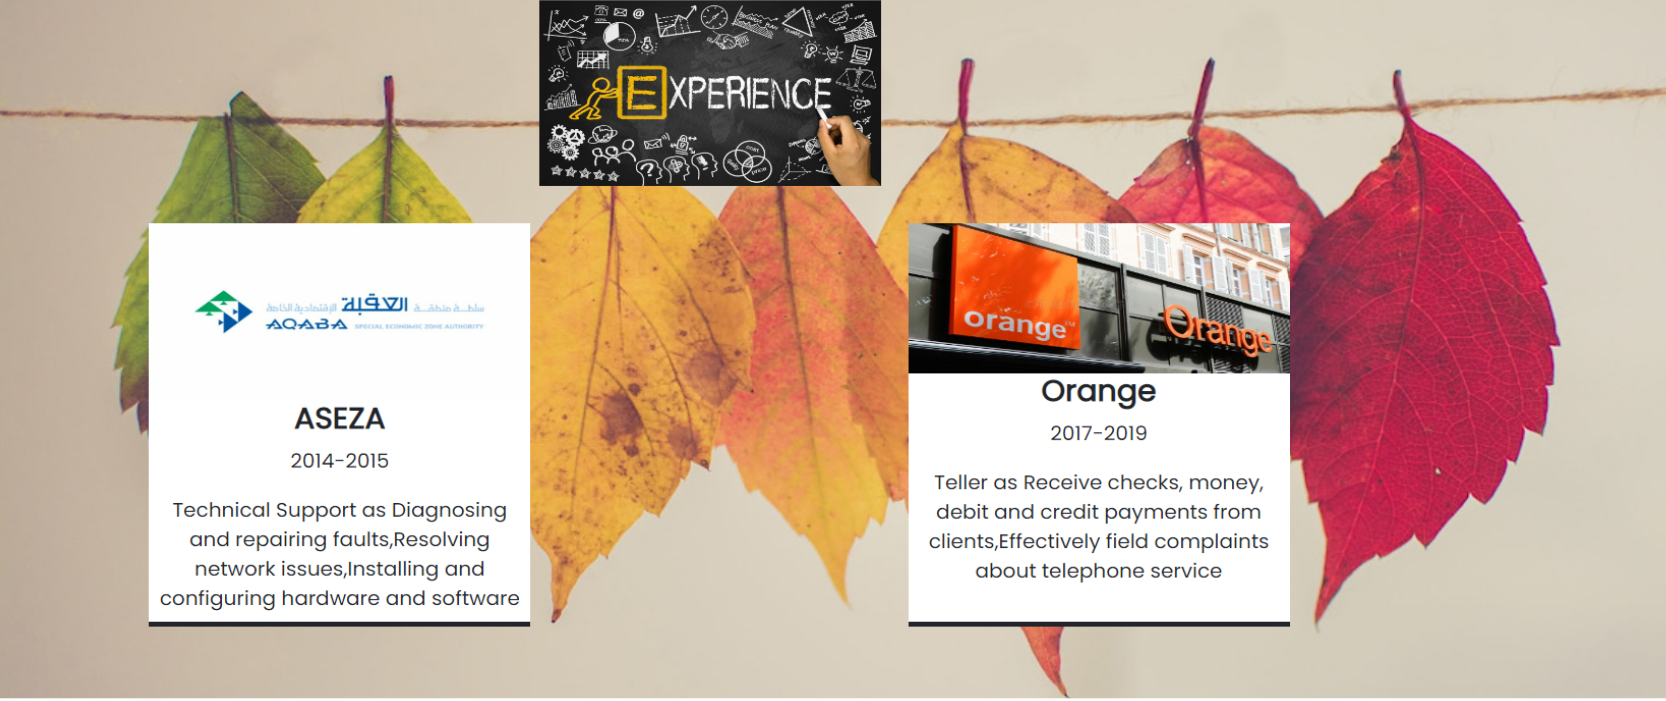 EXPERIENCE
سلطة منطقة العقبة الإقتصادية الخاصة
AQABA SPECIAL ECONOMIC ZONE AUTHORITY
ASEZA
2014-2015
Technical Support as Diagnosing
and repairing faults,Resolving
network issues,Installing and
configuring hardware and software
orange™
Orange
Orange
2017-2019
Teller as Receive checks, money,
debit and credit payments from
clients,Effectively field complaints
about telephone service